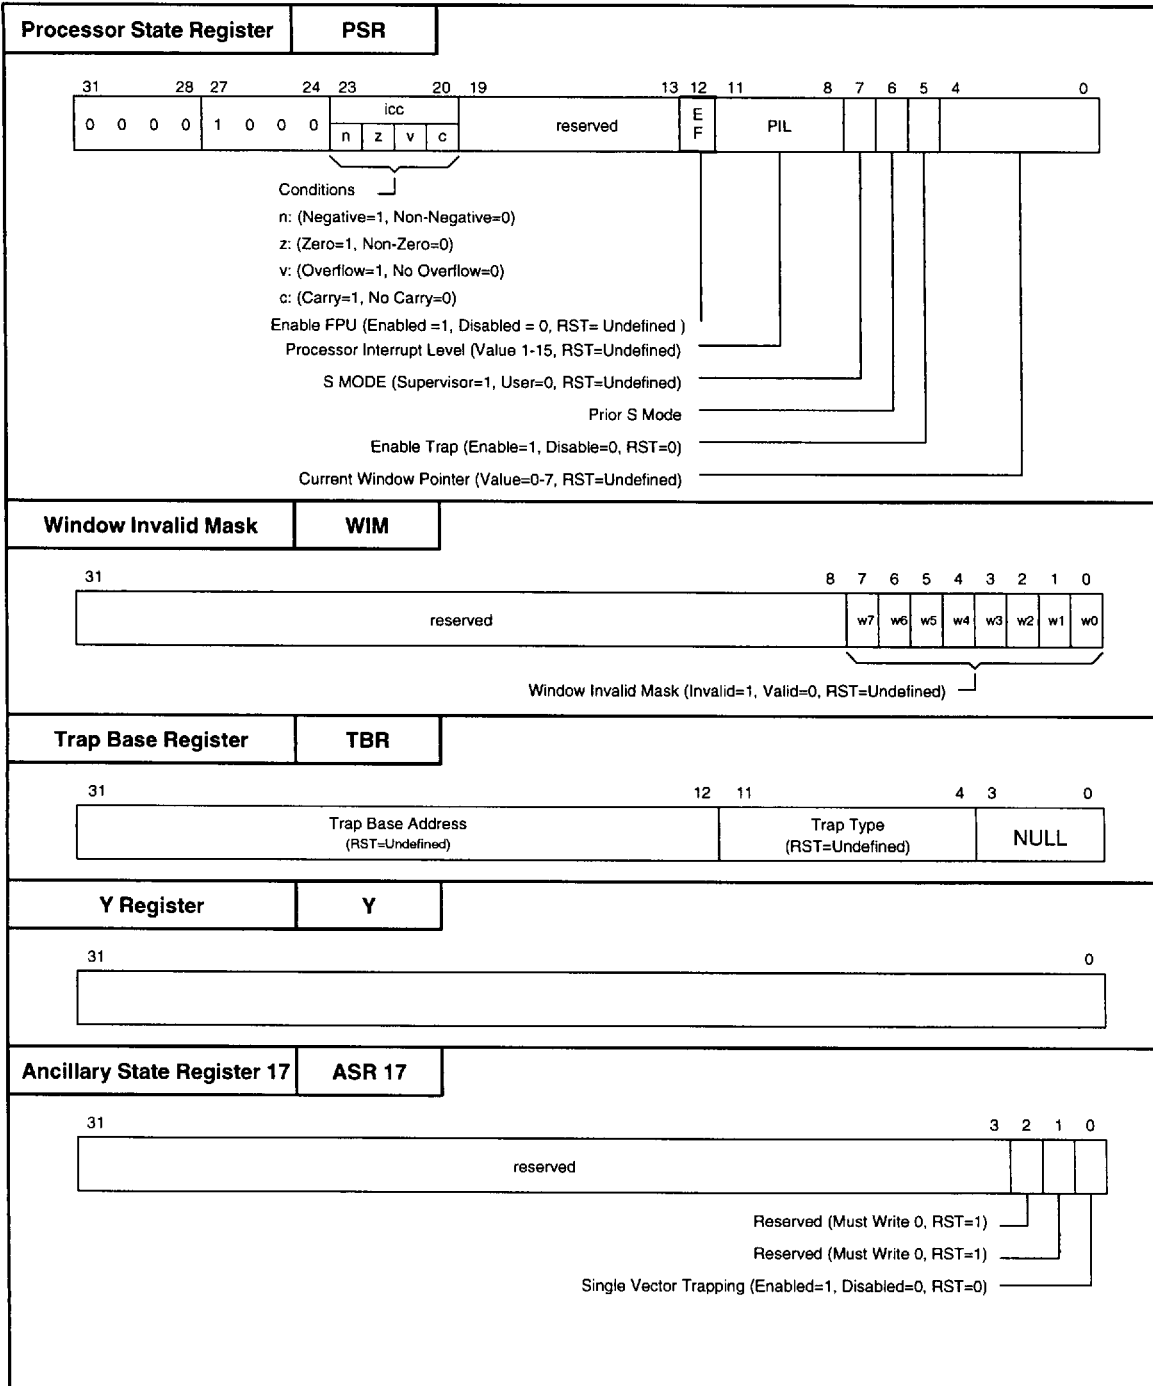 Processor State Register PSR
31 28 27 24 23 20 19 13 12 11 8 7 6 5 4 0
icc
0 0 0 0 1 0 0 0 n z v c reserved E F PIL
Conditions
n: (Negative=1, Non-Negative=0)
z: (Zero=1, Non-Zero=0)
v: (Overflow=1, No Overflow=0)
c: (Carry=1, No Carry=0)
Enable FPU (Enabled =1, Disabled = 0, RST= Undefined )
Processor Interrupt Level (Value 1-15, RST=Undefined)
S MODE (Supervisor=1, User=0, RST=Undefined)
Prior S Mode
Enable Trap (Enable=1, Disable=0, RST=0)
Current Window Pointer (Value=0-7, RST=Undefined)
Window Invalid Mask WIM
31 8 7 6 5 4 3 2 1 0
reserved w7 w6 w5 w4 w3 w2 w1 w0
Window Invalid Mask (Invalid=1, Valid=0, RST=Undefined)
Trap Base Register TBR
31 12 11 4 3 0
Trap Base Address Trap Type NULL
(RST=Undefined) (RST=Undefined)
Y Register Y
31 0
Ancillary State Register 17 ASR 17
31 3 2 1 0
reserved
Reserved (Must Write 0, RST=1)
Reserved (Must Write 0, RST=1)
Single Vector Trapping (Enabled=1, Disabled=0, RST=0)